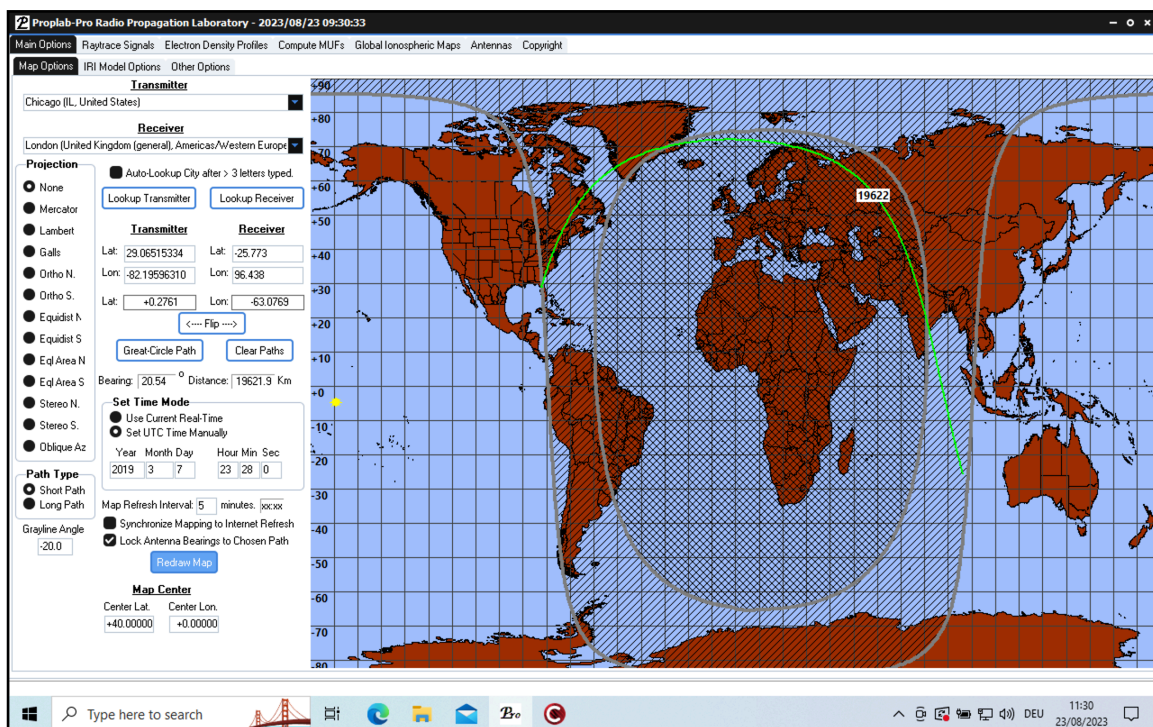 Proplab-Pro Radio Propagation Laboratory - 2023/08/23 09:30:33
Main Options Raytrace Signals Electron Density Profiles Compute MUFs Global Ionospheric Maps Antennas Copyright
Map Options IRI Model Options Other Options
Transmitter
Chicago (IL, United States)
Receiver
London (United Kingdom (general), Americas/Western Europe
Projection
None
Mercator
Lambert
Galls
Ortho N.
Ortho S.
Equidist N
Equidist S
Eql Area N
Eql Area S
Stereo N.
Stereo S.
Oblique Az
Auto-Lookup City after > 3 letters typed.
Lookup Transmitter Lookup Receiver
Transmitter Receiver
Lat: 29.06515334 Lat: -25.773
Lon: -82.19596310 Lon: 96.438
Lat: +0.2761 Lon: -63.0769
<---- Flip ---->
Great-Circle Path Clear Paths
Bearing: 20.54 o Distance: 19621.9 Km
Set Time Mode
Use Current Real-Time
Set UTC Time Manually
Year Month Day Hour Min Sec
2019 3 7 23 28 0
Path Type
Short Path
Long Path
Grayline Angle
-20.0
Map Refresh Interval: 5 minutes. xx:xx
Synchronize Mapping to Internet Refresh
Lock Antenna Bearings to Chosen Path
Redraw Map
Map Center
Center Lat. Center Lon.
+40.00000 +0.00000
+90
+80
+70
+60
+50
+40
+30
+20
+10
+0
-10
-20
-30
-40
-50
-60
-70
-80
19622
Type here to search
Pro
DEU
11:30
23/08/2023